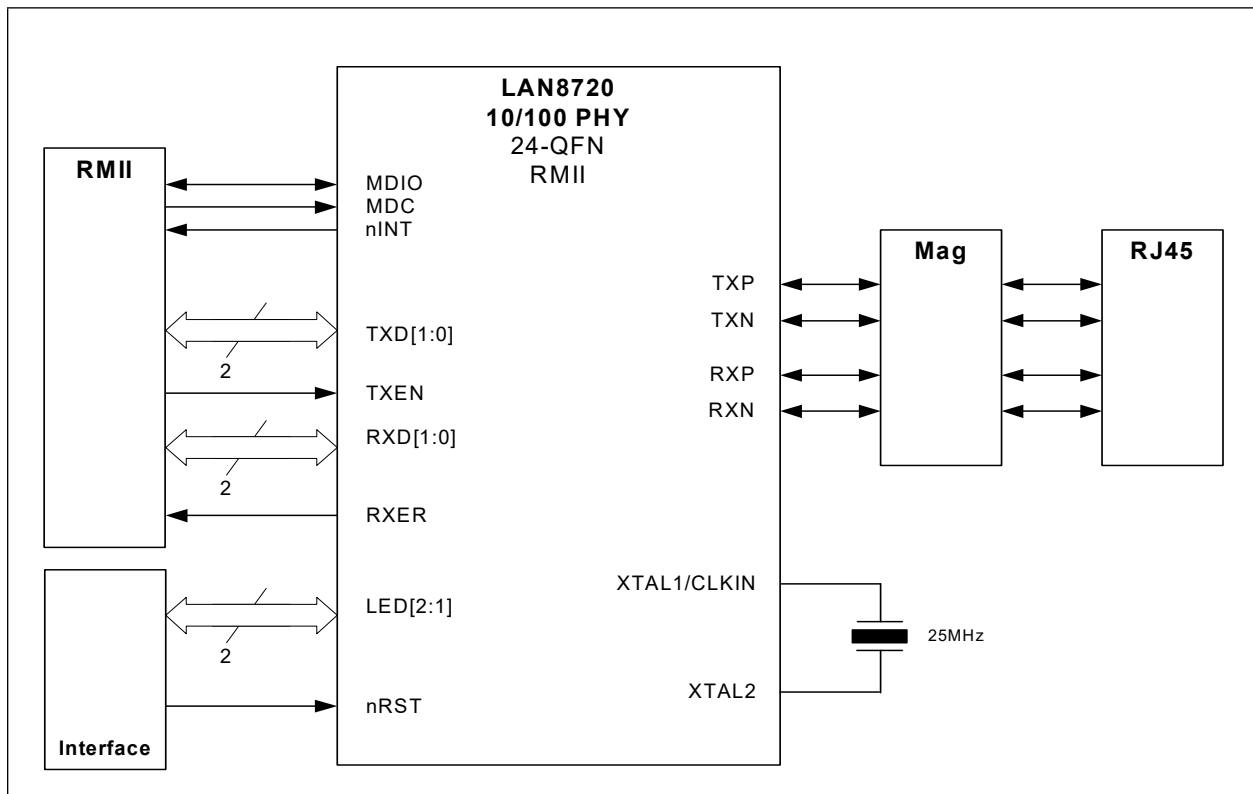 LAN8720
10/100 PHY
24-QFN
RMII
RMII
MDIO
MDC
nINT
TXD[1:0]
2
TXEN
RXD[1:0]
2
RXER
LED[2:1]
2
nRST
Interface
TXP
TXN
RXP
RXN
Mag
RJ45
XTAL1/CLKIN
25MHz
XTAL2